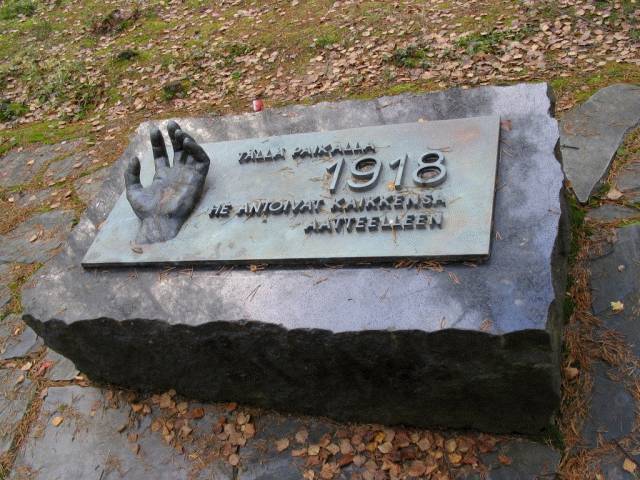 TÄLLÄ PAIKALLA
1918
HE ANTOIVAT KAIKKENSA
AATTEELLEEN